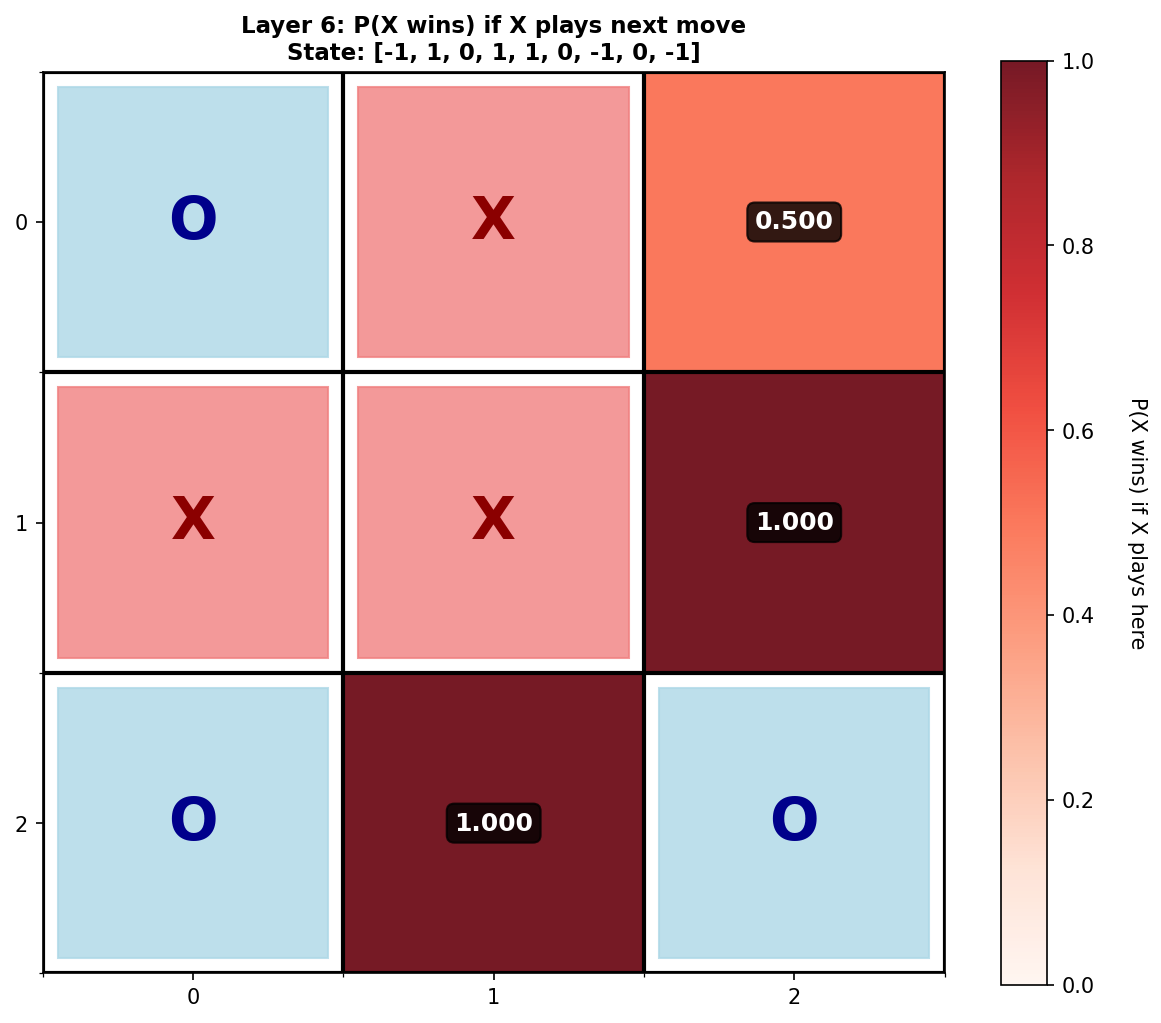 Layer 6: P(X wins) if X plays next move
State: [-1, 1, 0, 1, 1, 0, -1, 0, -1]
0
O
X
0.500
1
X
X
1.000
2
O
1.000
O
0
1
2
1.0
0.8
0.6
0.4
0.2
0.0
P(X wins) if X plays here